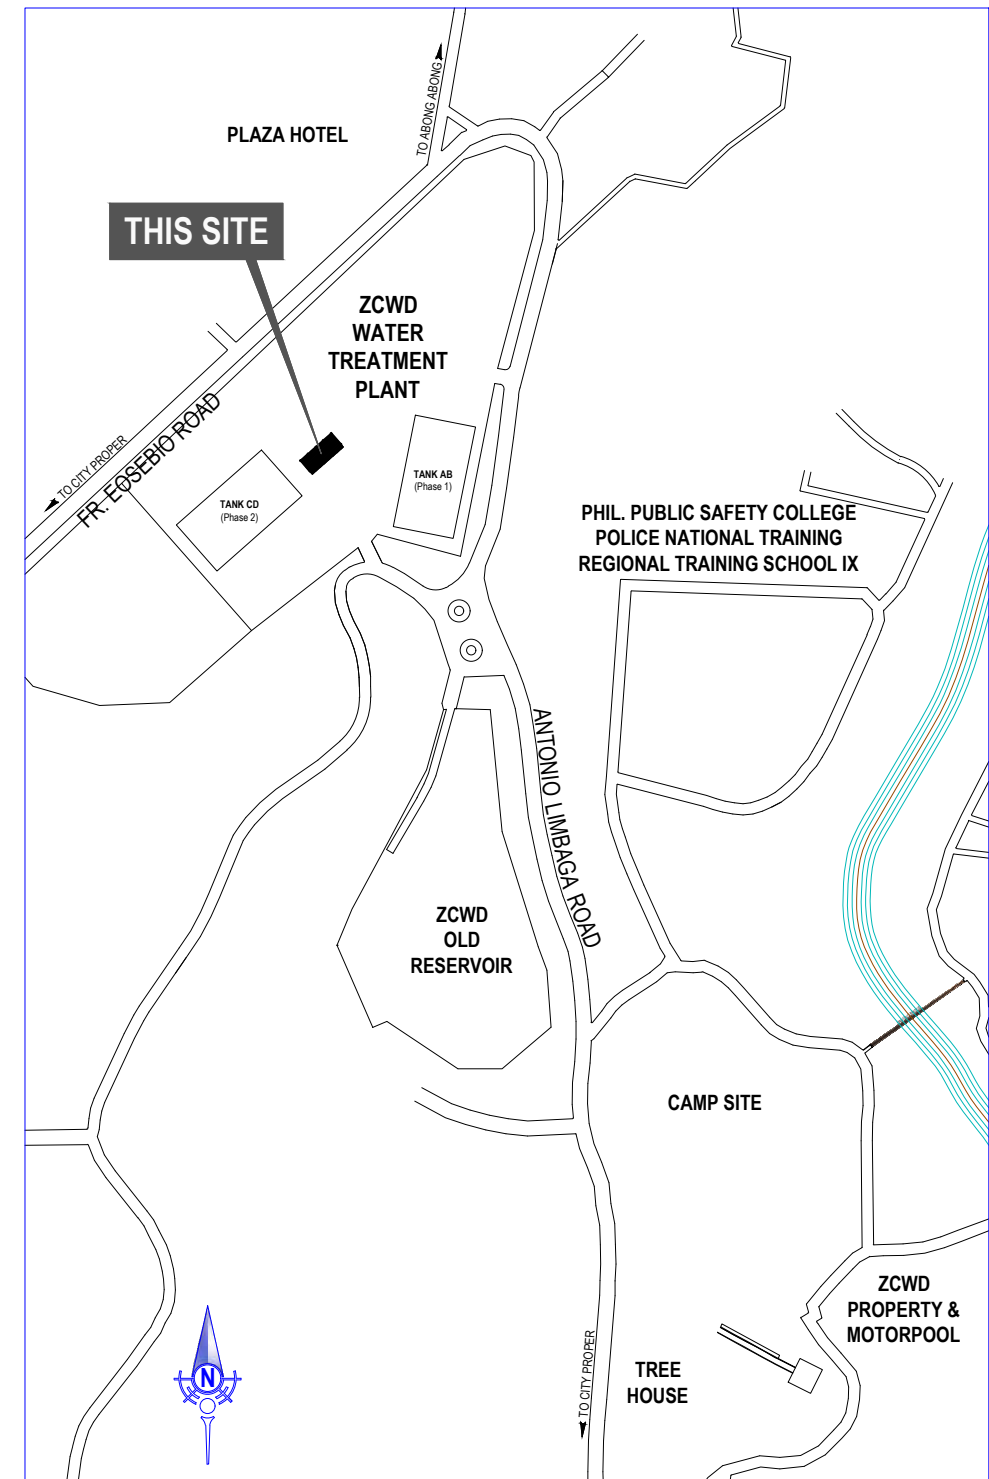 TO ABONG ABONG
PLAZA HOTEL
THIS SITE
ZCWD
WATER
TREATMENT
PLANT
TO CITY PROPER
FR. EOSEBIO ROAD
TANK AB
(Phase 1)
TANK CD
(Phase 2)
PHIL. PUBLIC SAFETY COLLEGE
POLICE NATIONAL TRAINING
REGIONAL TRAINING SCHOOL IX
ANTONIO LIMBAGA ROAD
ZCWD
OLD
RESERVOIR
CAMP SITE
ZCWD
PROPERTY &
MOTORPOOL
TO CITY PROPER
TREE
HOUSE
N